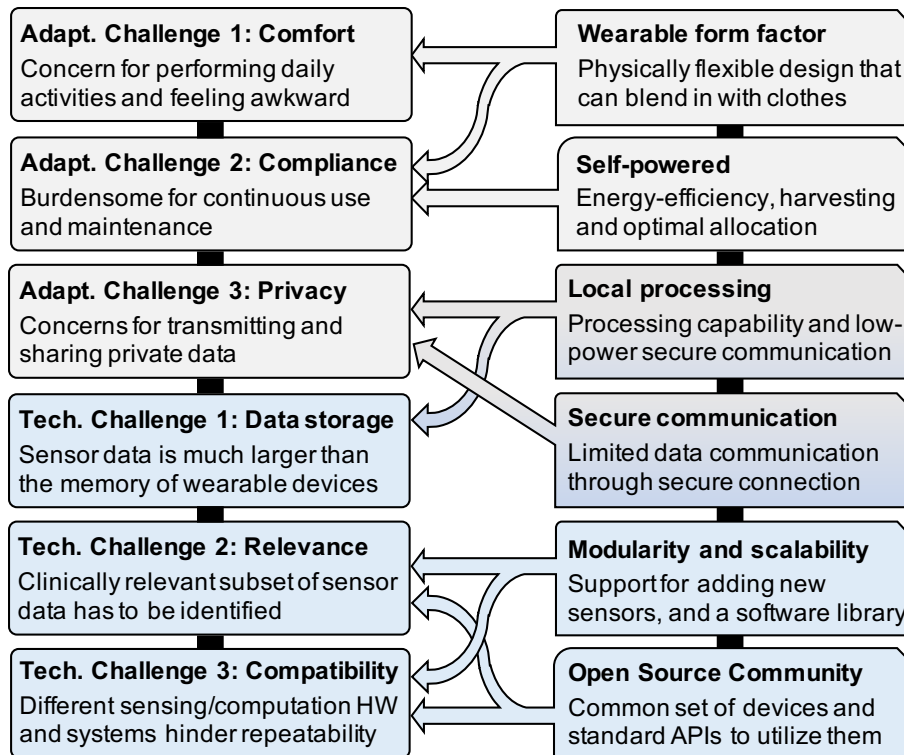 Adapt. Challenge 1: Comfort
Concern for performing daily
activities and feeling awkward
Wearable form factor
Physically flexible design that
can blend in with clothes
Adapt. Challenge 2: Compliance
Burdensome for continuous use
and maintenance
Self-powered
Energy-efficiency, harvesting
and optimal allocation
Adapt. Challenge 3: Privacy
Concerns for transmitting and
sharing private data
Local processing
Processing capability and low-
power secure communication
Tech. Challenge 1: Data storage
Sensor data is much larger than
the memory of wearable devices
Secure communication
Limited data communication
through secure connection
Tech. Challenge 2: Relevance
Clinically relevant subset of sensor
data has to be identified
Modularity and scalability
Support for adding new
sensors, and a software library
Tech. Challenge 3: Compatibility
Different sensing/computation HW
and systems hinder repeatability
Open Source Community
Common set of devices and
standard APIs to utilize them